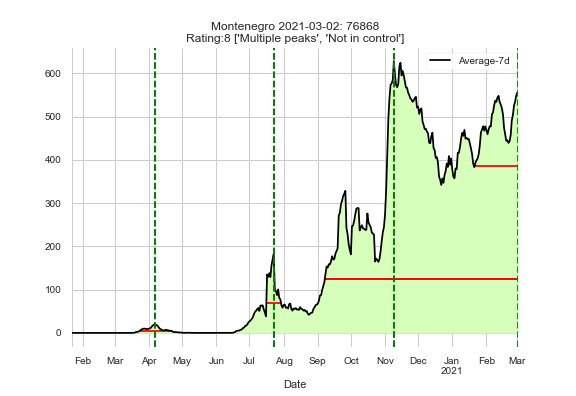 Montenegro 2021-03-02: 76868
Rating:8 ['Multiple peaks', 'Not in control']
Average-7d
600
500
400
300
200
100
0
Feb Mar Apr May Jun Jul Aug Sep Oct Nov Dec Jan Feb Mar
2021
Date